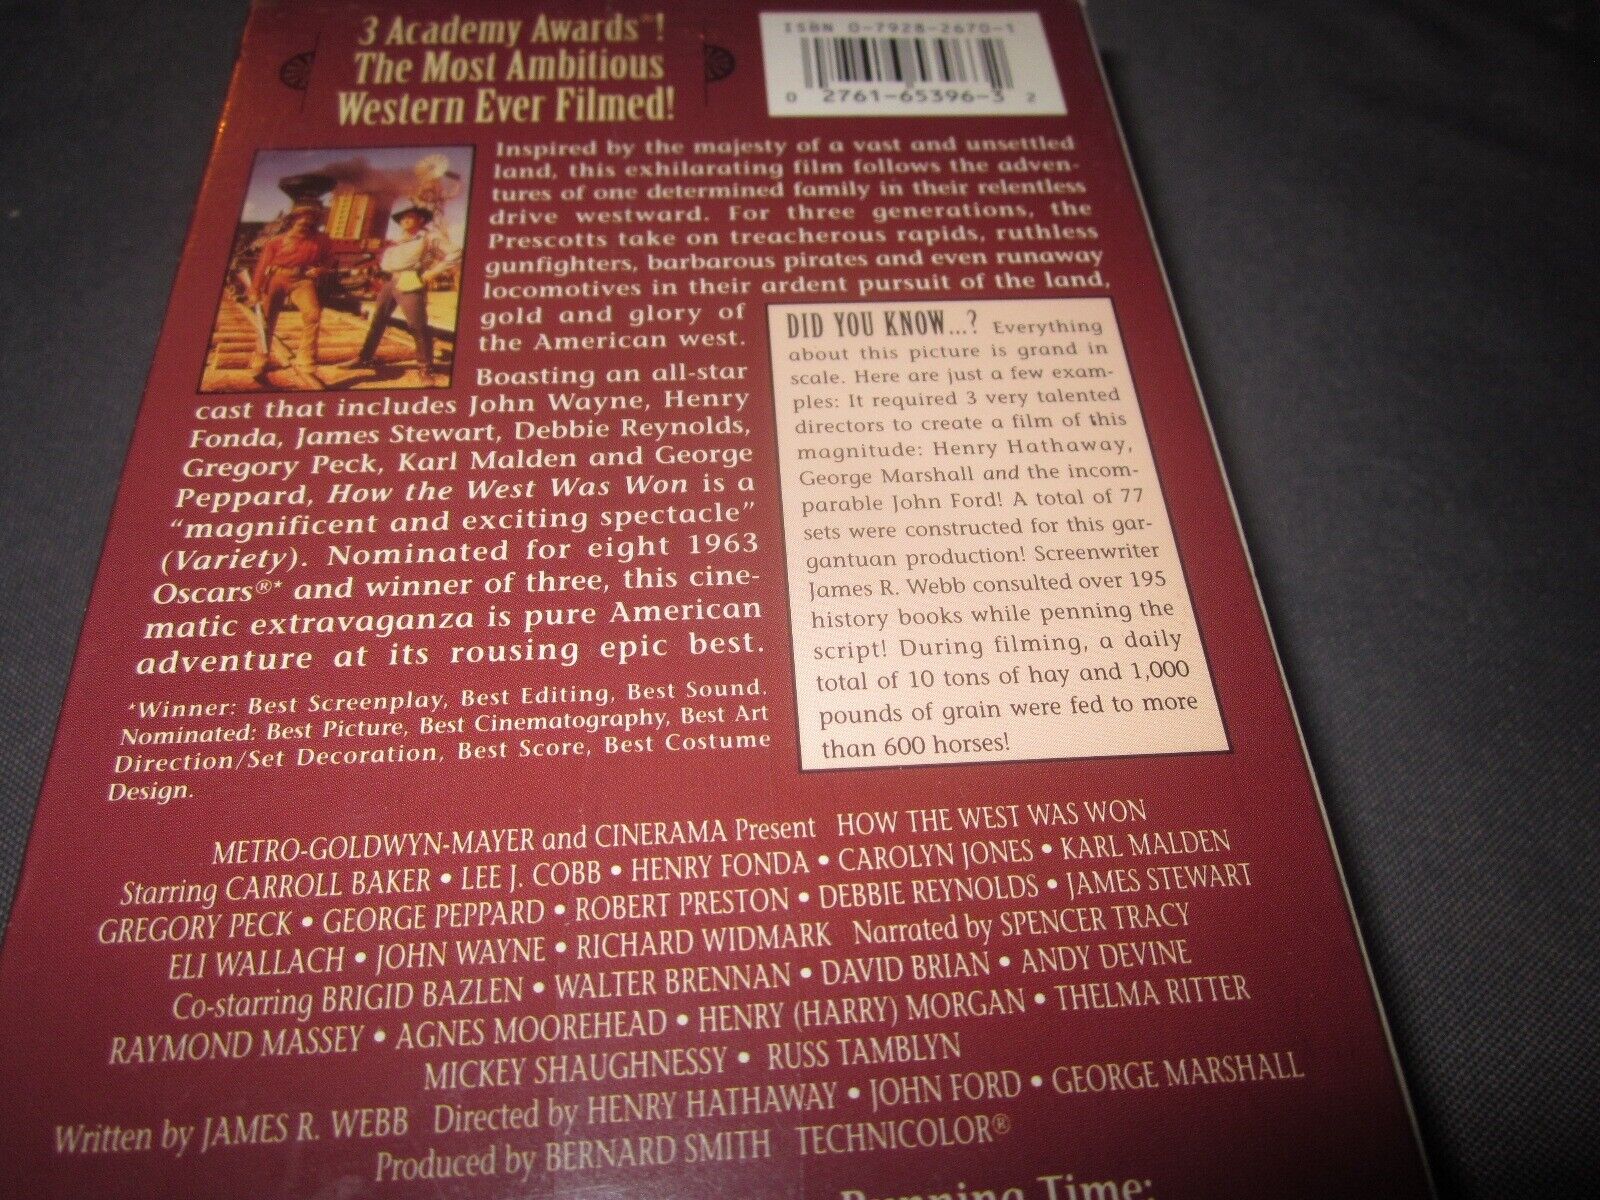 3 Academy Awards®!
The Most Ambitious
Western Ever Filmed!
ISBN 0-7928-2670-1
0 2761-65396-3 2
Inspired by the majesty of a vast and unsettled
land, this exhilarating film follows the adven-
tures of one determined family in their relentless
drive westward. For three generations, the
Prescotts take on treacherous rapids, ruthless
gunfighters, barbarous pirates and even runaway
locomotives in their ardent pursuit of the land,
gold and glory of
the American west.
Boasting an all-star
cast that includes John Wayne, Henry
Fonda, James Stewart, Debbie Reynolds,
Gregory Peck, Karl Malden and George
Peppard, How the West Was Won is a
“magnificent and exciting spectacle”
(Variety). Nominated for eight 1963
Oscars®* and winner of three, this cine-
matic extravaganza is pure American
adventure at its rousing epic best.
*Winner: Best Screenplay, Best Editing, Best Sound.
Nominated: Best Picture, Best Cinematography, Best Art
Direction/Set Decoration, Best Score, Best Costume
Design.
DID YOU KNOW...? Everything
about this picture is grand in
scale. Here are just a few exam-
ples: It required 3 very talented
directors to create a film of this
magnitude: Henry Hathaway,
George Marshall and the incom-
parable John Ford! A total of 77
sets were constructed for this gar-
gantuan production! Screenwriter
James R. Webb consulted over 195
history books while penning the
script! During filming, a daily
total of 10 tons of hay and 1,000
pounds of grain were fed to more
than 600 horses!
METRO-GOLDWYN-MAYER and CINERAMA Present HOW THE WEST WAS WON
Starring CARROLL BAKER • LEE J. COBB • HENRY FONDA • CAROLYN JONES • KARL MALDEN
GREGORY PECK • GEORGE PEPPARD • ROBERT PRESTON • DEBBIE REYNOLDS • JAMES STEWART
ELI WALLACH • JOHN WAYNE • RICHARD WIDMARK Narrated by SPENCER TRACY
Co-starring BRIGID BAZLEN • WALTER BRENNAN • DAVID BRIAN • ANDY DEVINE
RAYMOND MASSEY • AGNES MOOREHEAD • HENRY (HARRY) MORGAN • THELMA RITTER
MICKEY SHAUGHNESSY • RUSS TAMBLYN
Written by JAMES R. WEBB Directed by HENRY HATHAWAY • JOHN FORD • GEORGE MARSHALL
Produced by BERNARD SMITH TECHNICOLOR®
Running Time: